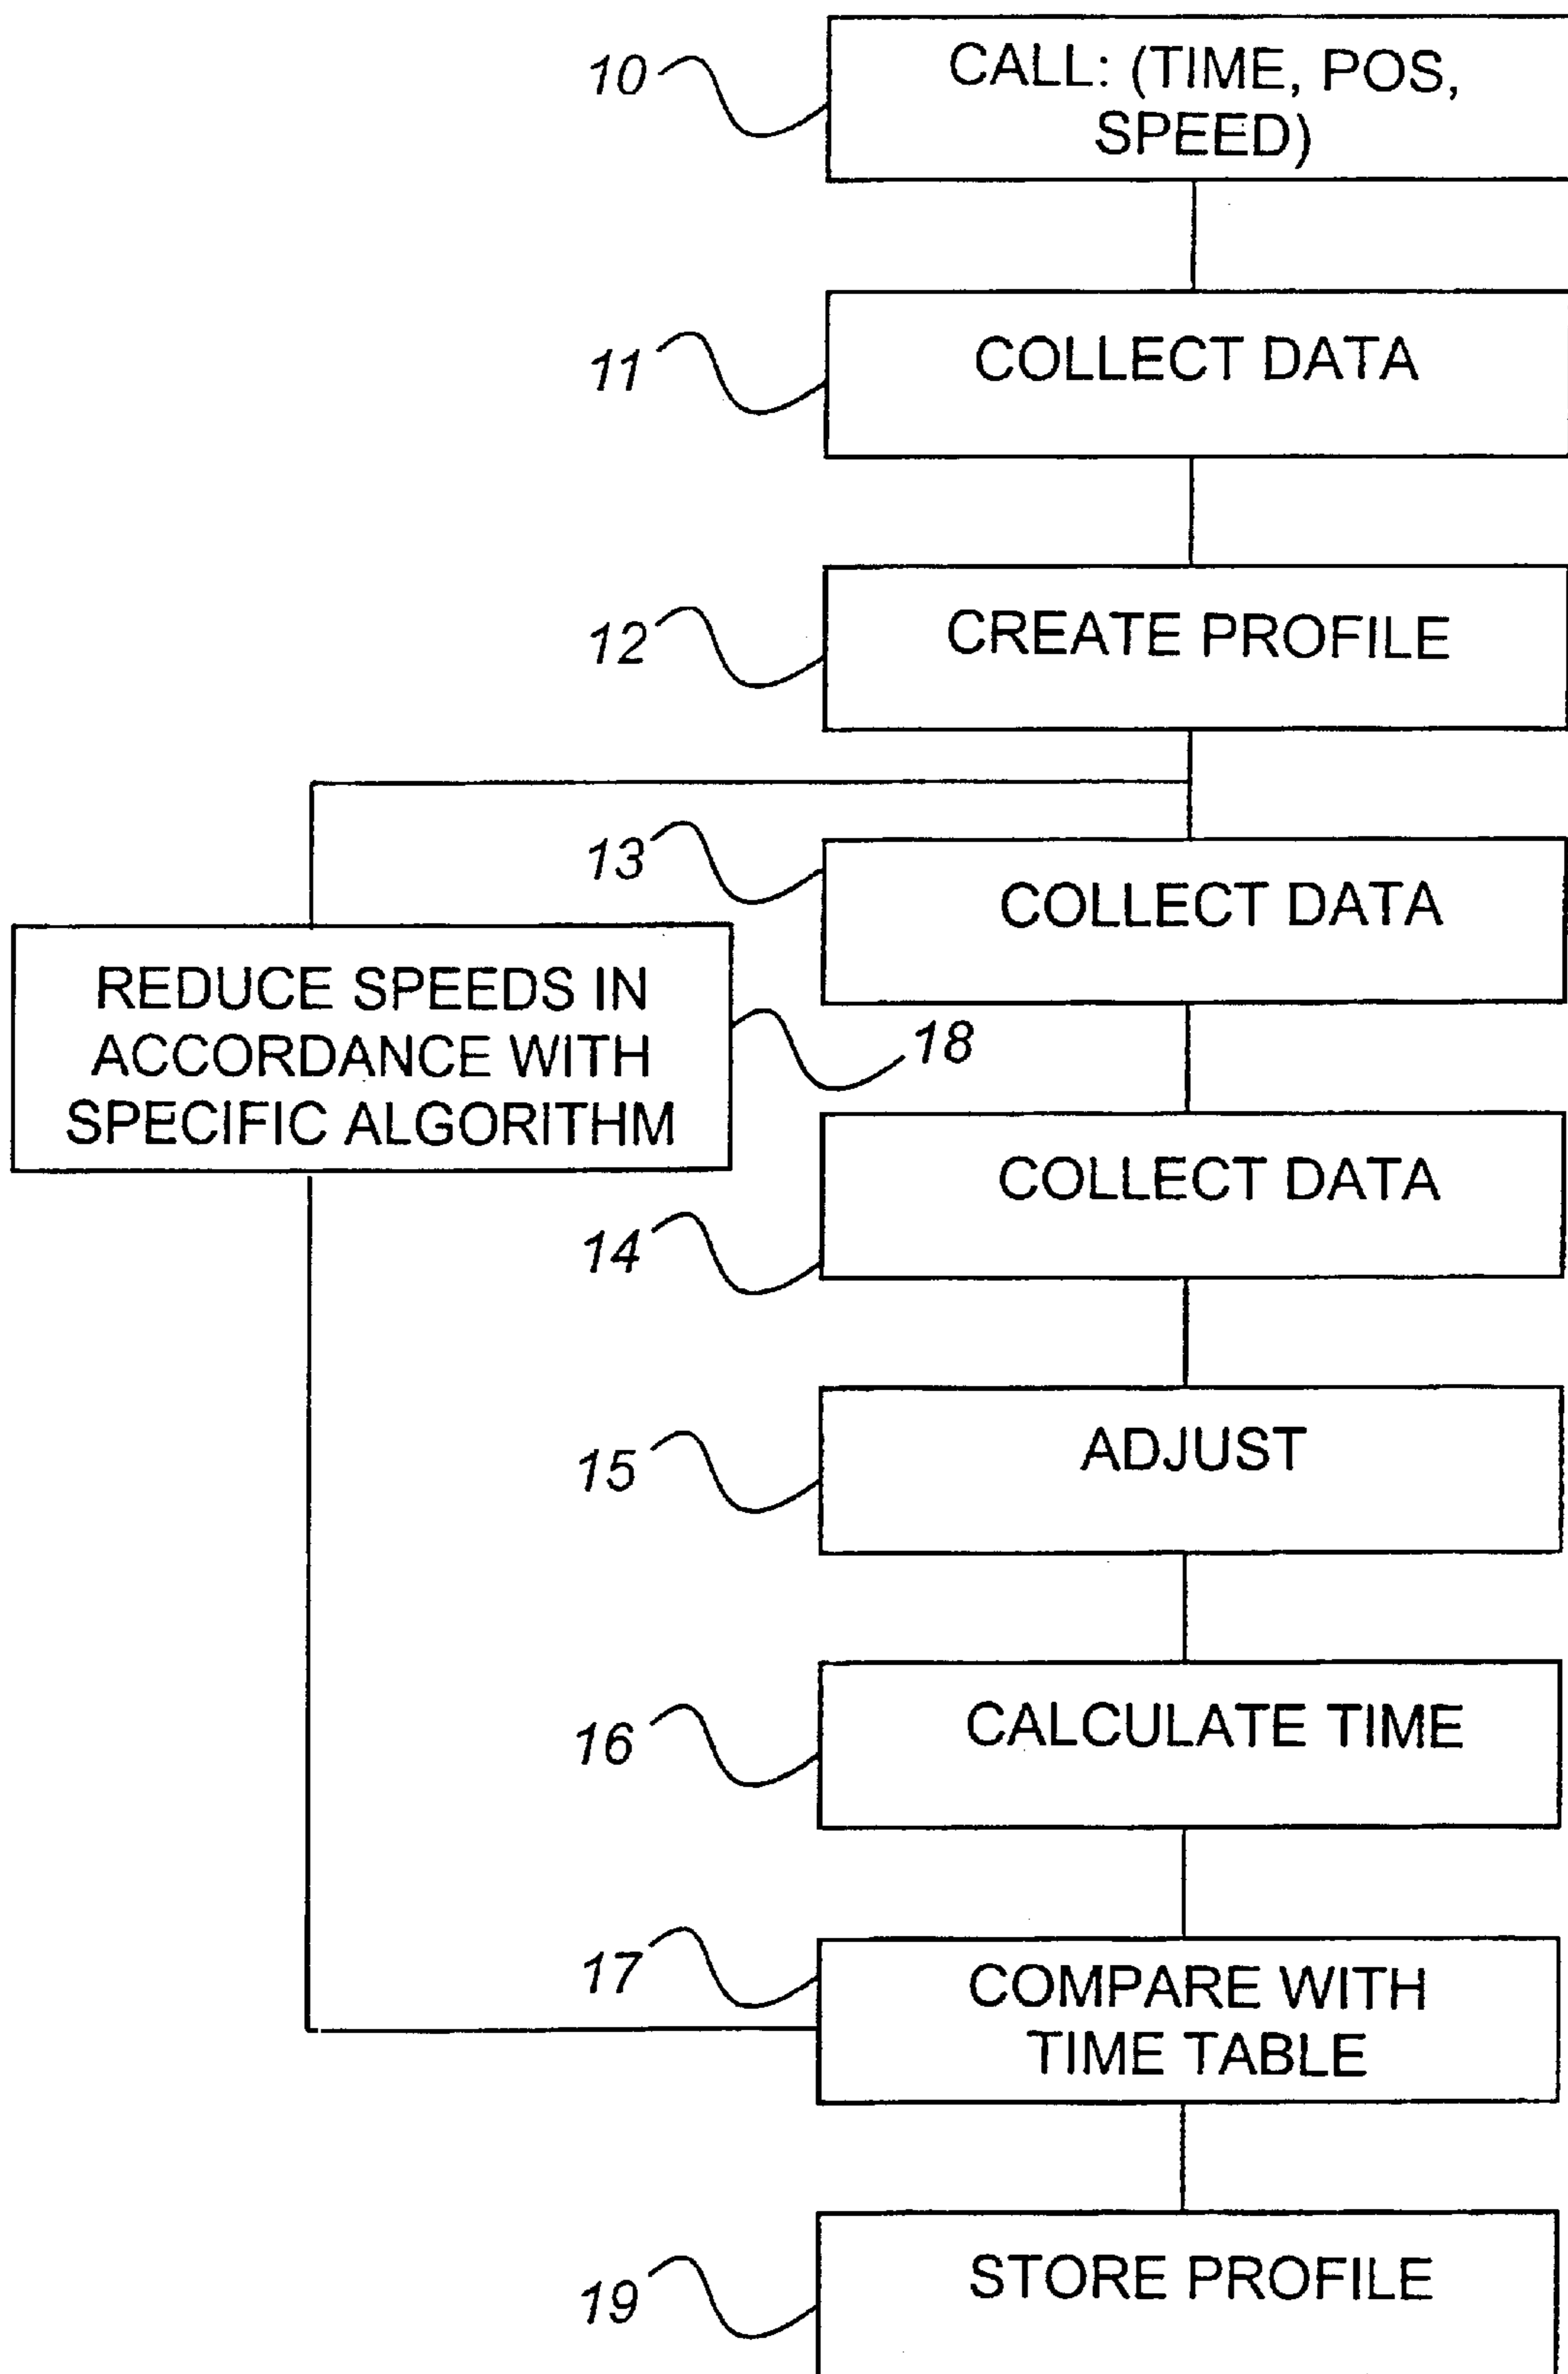 10
CALL: (TIME, POS,
SPEED)
11
COLLECT DATA
12
CREATE PROFILE
13
COLLECT DATA
REDUCE SPEEDS IN
ACCORDANCE WITH
SPECIFIC ALGORITHM
18
14
COLLECT DATA
15
ADJUST
16
CALCULATE TIME
17
COMPARE WITH
TIME TABLE
19
STORE PROFILE